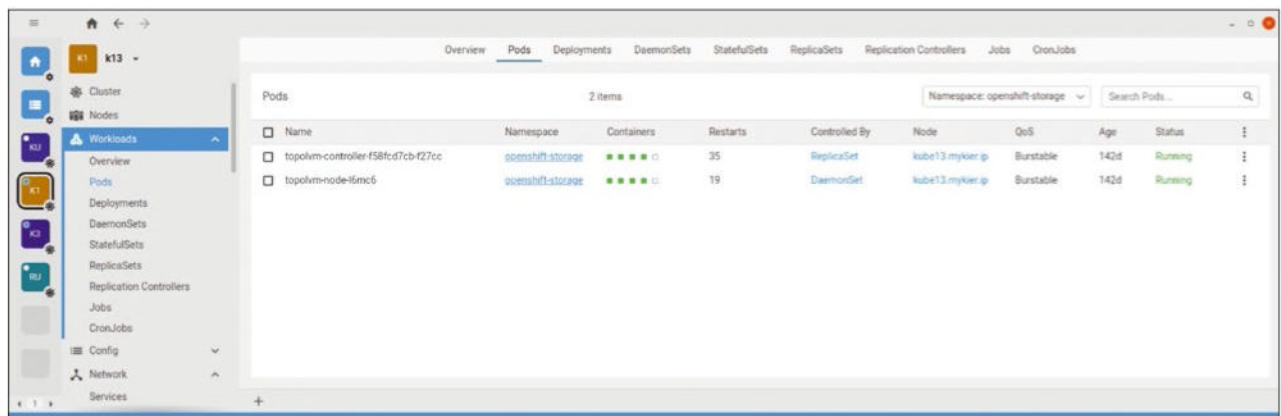 Overview Pods Deployments DaemonSets StatefulSets ReplicaSets Replication Controllers Jobs CronJobs
K1 k13
Cluster
Nodes
Workloads
Overview
Pods
Deployments
DaemonSets
StatefulSets
ReplicaSets
Replication Controllers
Jobs
CronJobs
Config
Network
Services
KU
K1
K3
RU
1
Pods 2 items Namespace: openshift-storage Search Pods...
Name Namespace Containers Restarts Controlled By Node QoS Age Status
topolvm-controller-f58fcd7cb-f27cc openshift-storage 35 ReplicaSet kube13.mykier.ip Burstable 142d Running
topolvm-node-l6mc6 openshift-storage 19 DaemonSet kube13.mykier.ip Burstable 142d Running